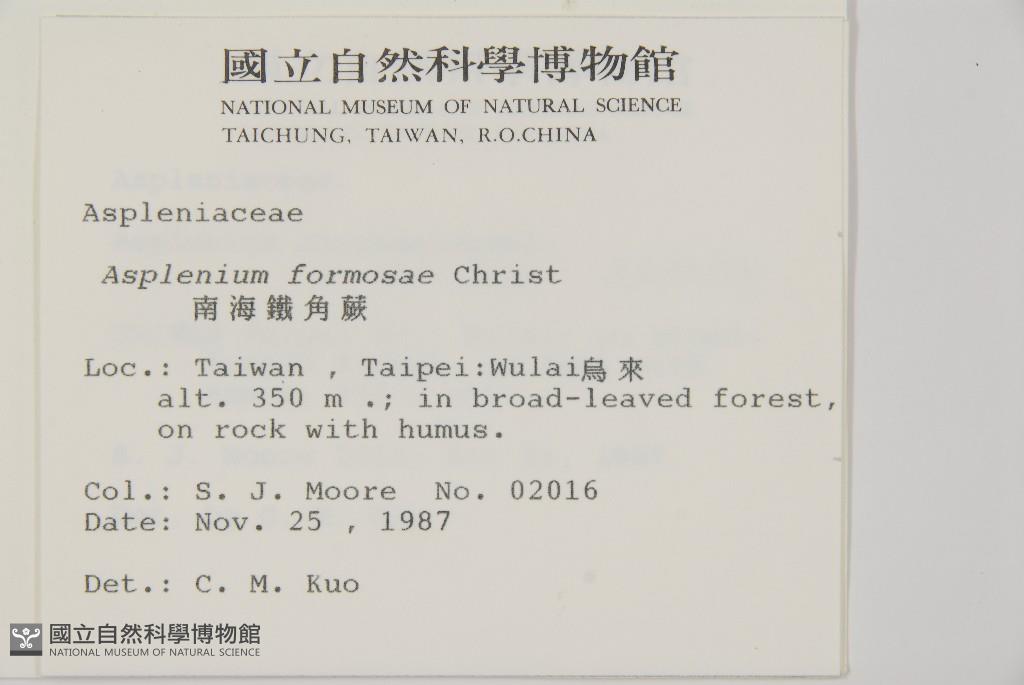 國立自然科學博物館
NATIONAL MUSEUM OF NATURAL SCIENCE
TAICHUNG, TAIWAN, R.O.CHINA
Aspleniaceae
Asplenium formosae Christ
南海鐵角蕨
Loc.: Taiwan , Taipei:Wulai烏來
alt. 350 m .; in broad-leaved forest,
on rock with humus.
Col.: S. J. Moore No. 02016
Date: Nov. 25 , 1987
Det.: C. M. Kuo
國立自然科學博物館
NATIONAL MUSEUM OF NATURAL SCIENCE